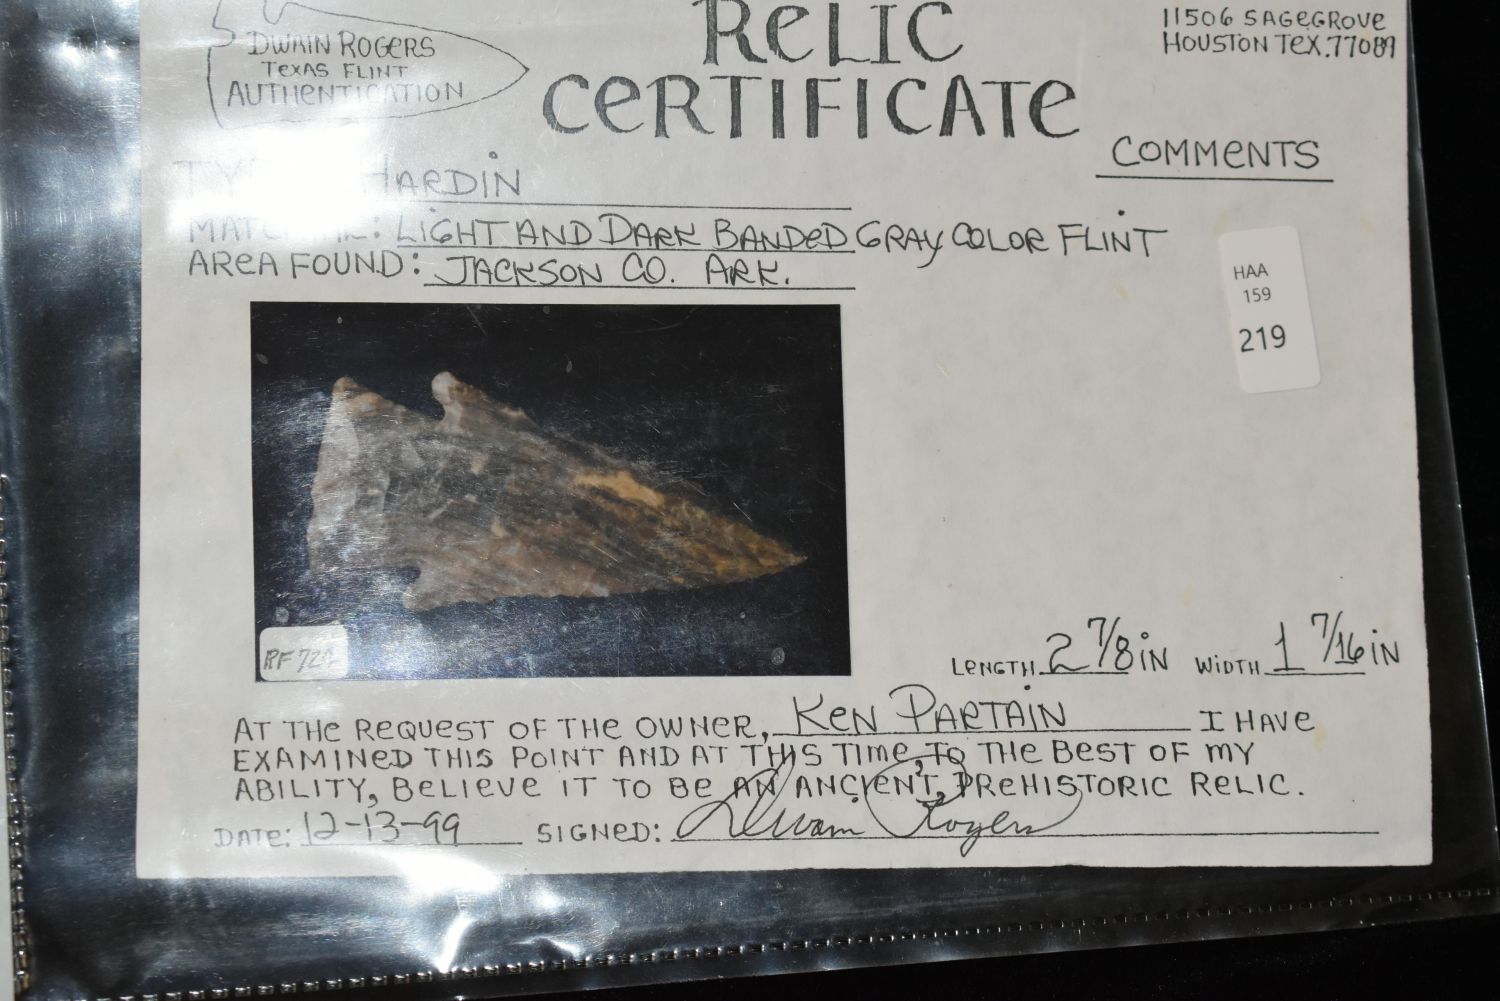 DWAIN ROGERS
TEXAS FLINT
AUTHENTICATION
RELIC
CERTIFICATE
11506 SAGEGROVE
HOUSTON TEX. 77089
COMMENTS
HARDIN
MATERIAL: LIGHT AND DARK BANDED GRAY COLOR FLINT
AREA FOUND: JACKSON CO. ARK.
HAA
159
219
LENGTH 2 7/8 IN WIDTH 1 7/16 IN
AT THE REQUEST OF THE OWNER, KEN PARTAIN I HAVE
EXAMINED THIS POINT AND AT THIS TIME, TO THE BEST OF MY
ABILITY, BELIEVE IT TO BE AN ANCIENT, PREHISTORIC RELIC.
DATE: 12-13-99 SIGNED: Dwain Rogers